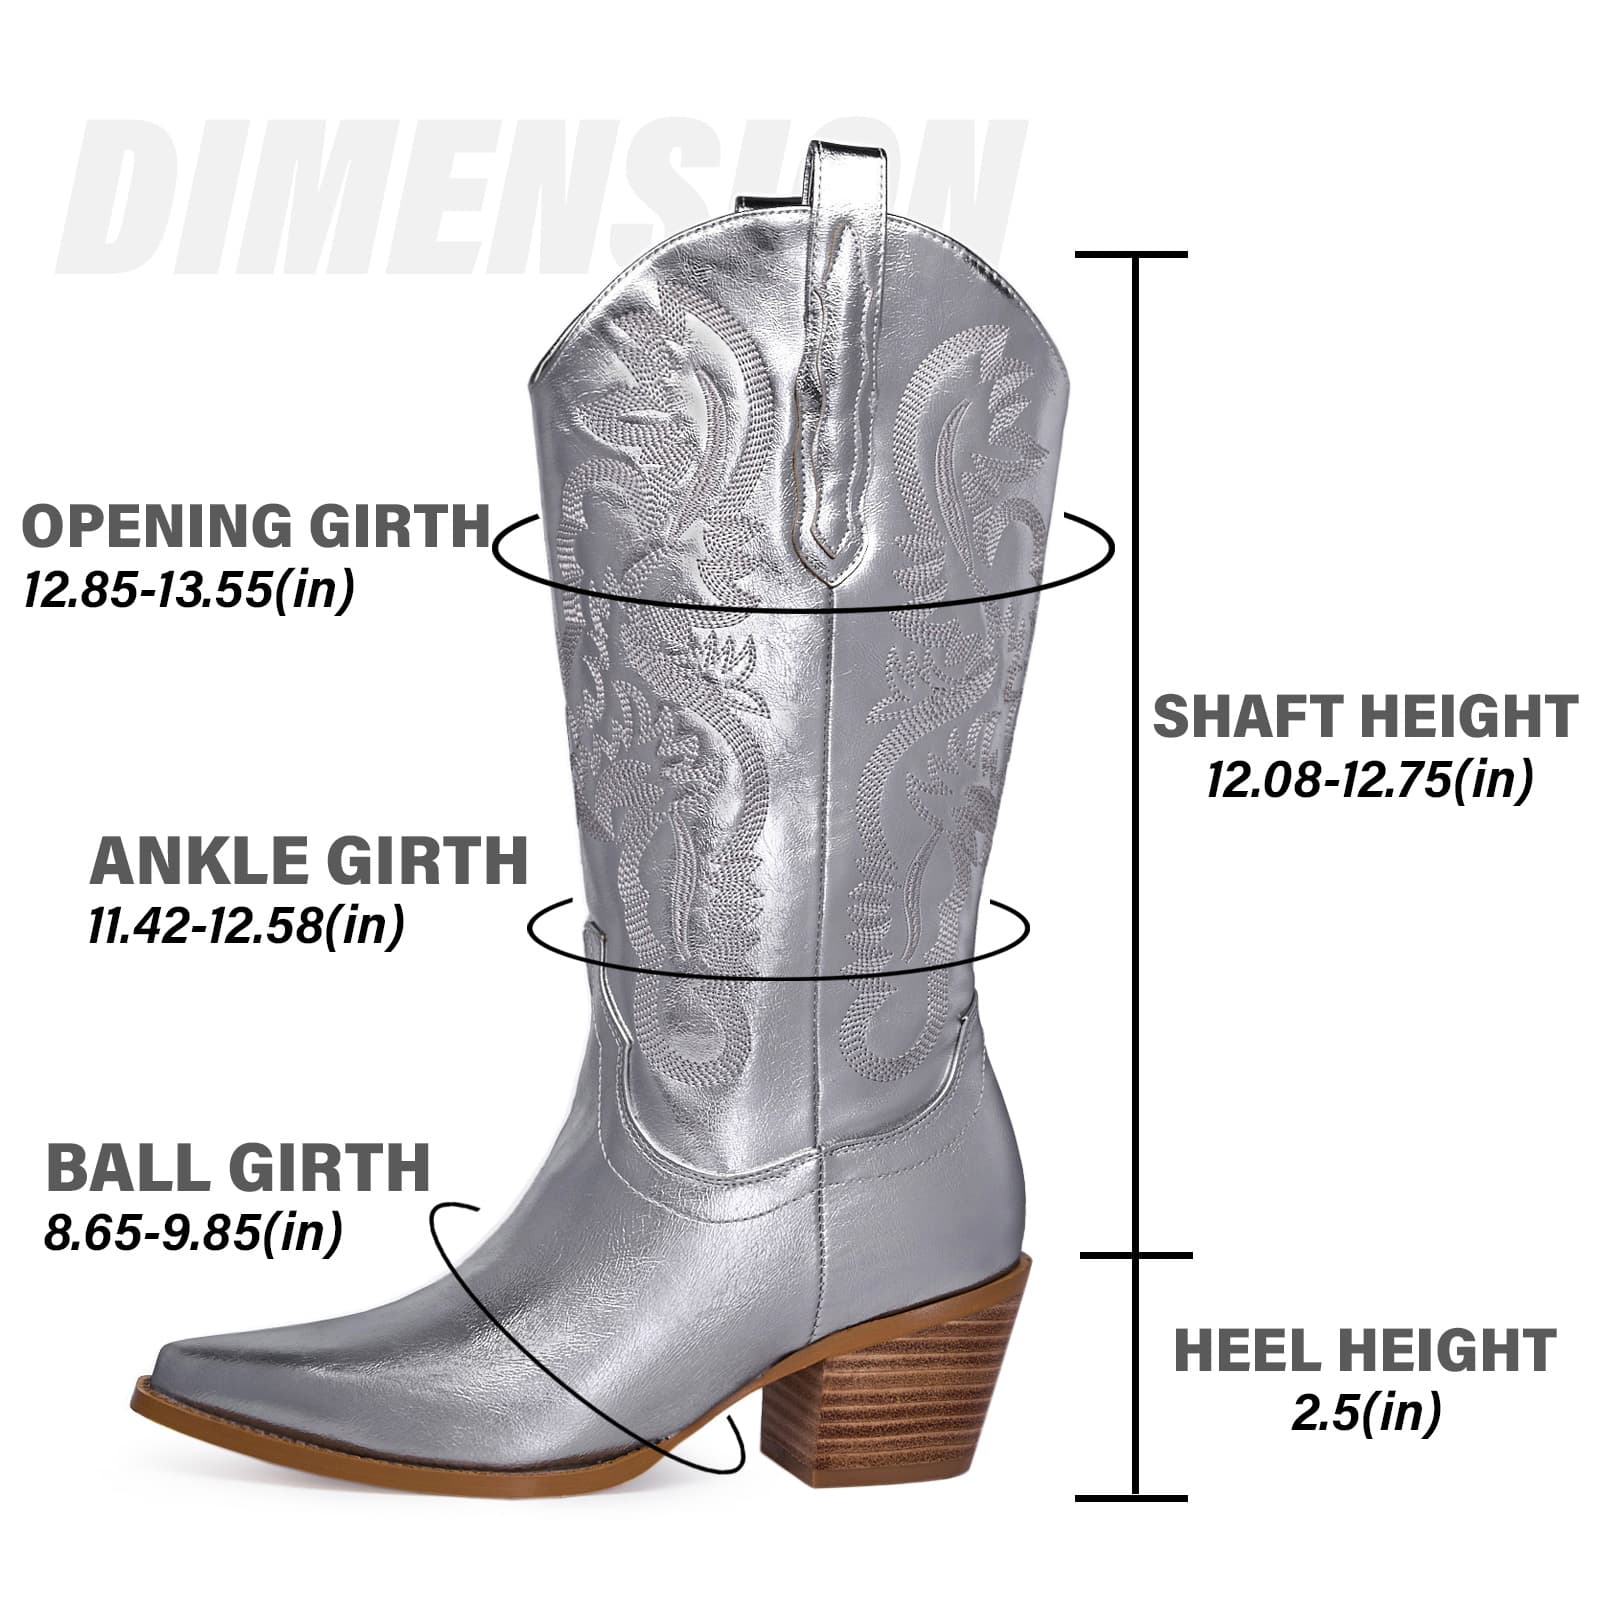 DIMENSION
OPENING GIRTH
12.85-13.55(in)
SHAFT HEIGHT
12.08-12.75(in)
ANKLE GIRTH
11.42-12.58(in)
BALL GIRTH
8.65-9.85(in)
HEEL HEIGHT
2.5(in)